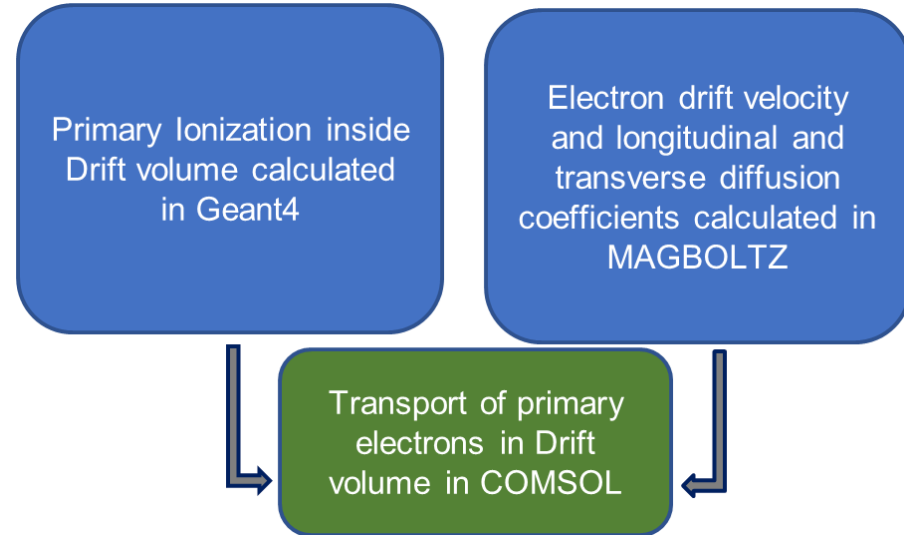 Primary Ionization inside
Drift volume calculated
in Geant4
Electron drift velocity
and longitudinal and
transverse diffusion
coefficients calculated in
MAGBOLTZ
Transport of primary
electrons in Drift
volume in COMSOL